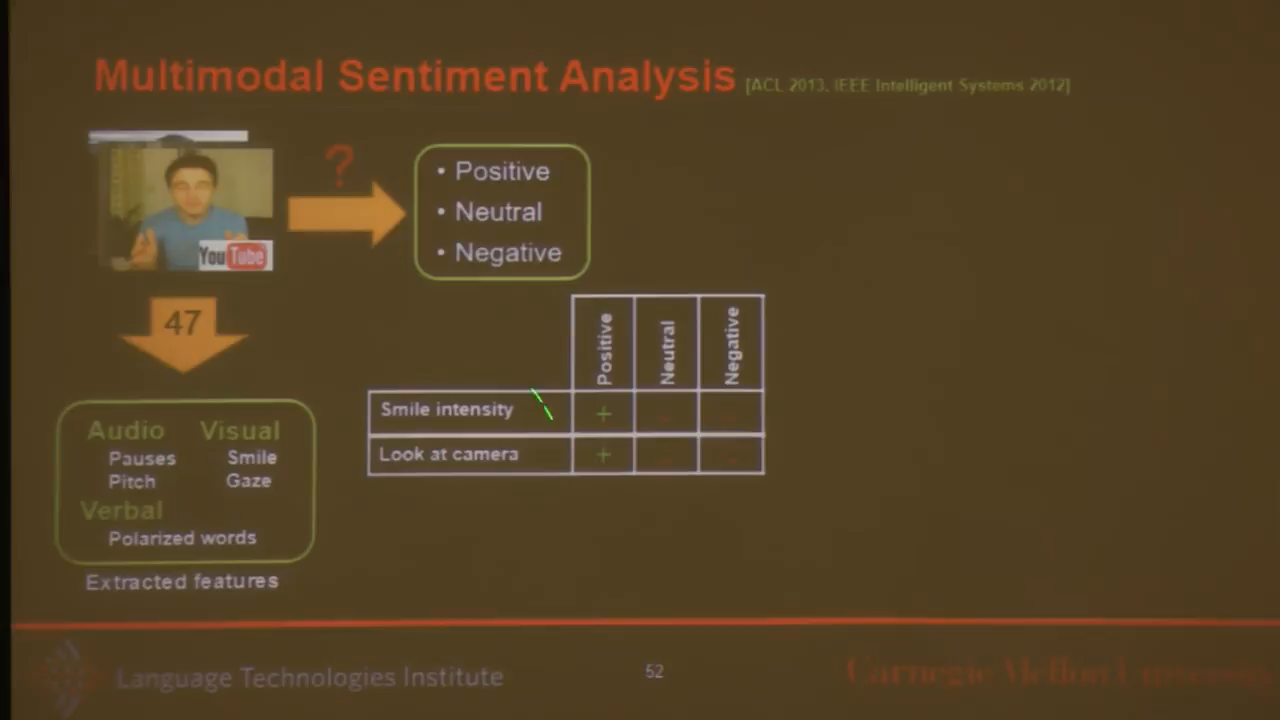 Multimodal Sentiment Analysis [ACL 2013, IEEE Intelligent Systems 2012]
?
• Positive
• Neutral
• Negative
YouTube
47
Positive Neutral Negative
Smile intensity + - -
Look at camera + - -
Audio Visual
Pauses Smile
Pitch Gaze
Verbal
Polarized words
Extracted features
Language Technologies Institute
52
Carnegie Mellon University